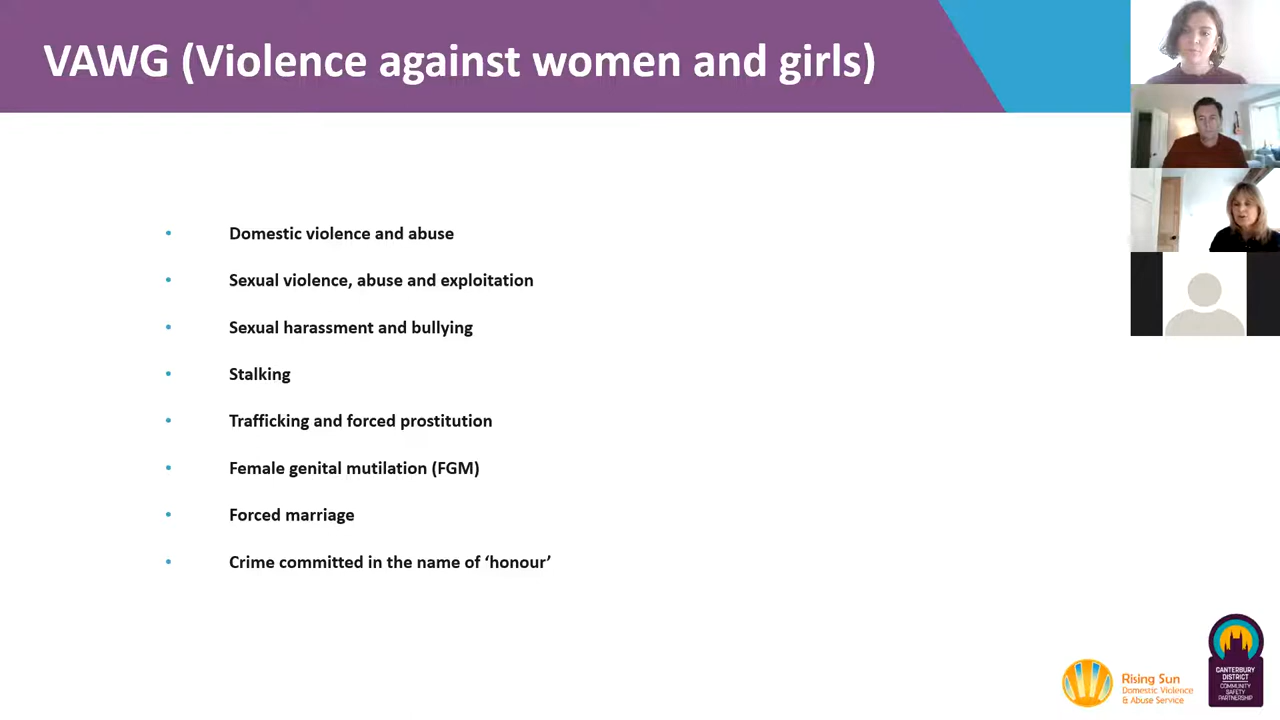 VAWG (Violence against women and girls)
• Domestic violence and abuse
• Sexual violence, abuse and exploitation
• Sexual harassment and bullying
• Stalking
• Trafficking and forced prostitution
• Female genital mutilation (FGM)
• Forced marriage
• Crime committed in the name of ‘honour’
Rising Sun
Domestic Violence
& Abuse Service
CANTERBURY
DISTRICT
COMMUNITY
SAFETY
PARTNERSHIP